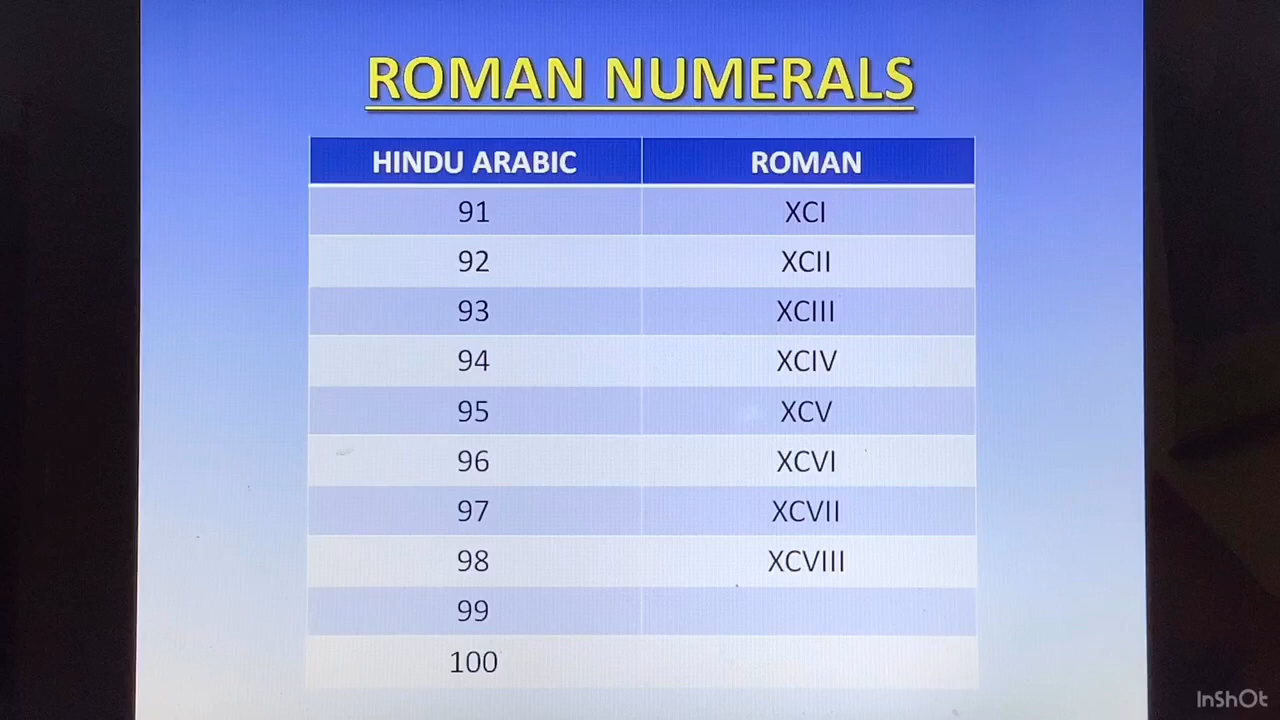 ROMAN NUMERALS
HINDU ARABIC ROMAN
91 XCI
92 XCII
93 XCIII
94 XCIV
95 XCV
96 XCVI
97 XCVII
98 XCVIII
99
100
InShOt